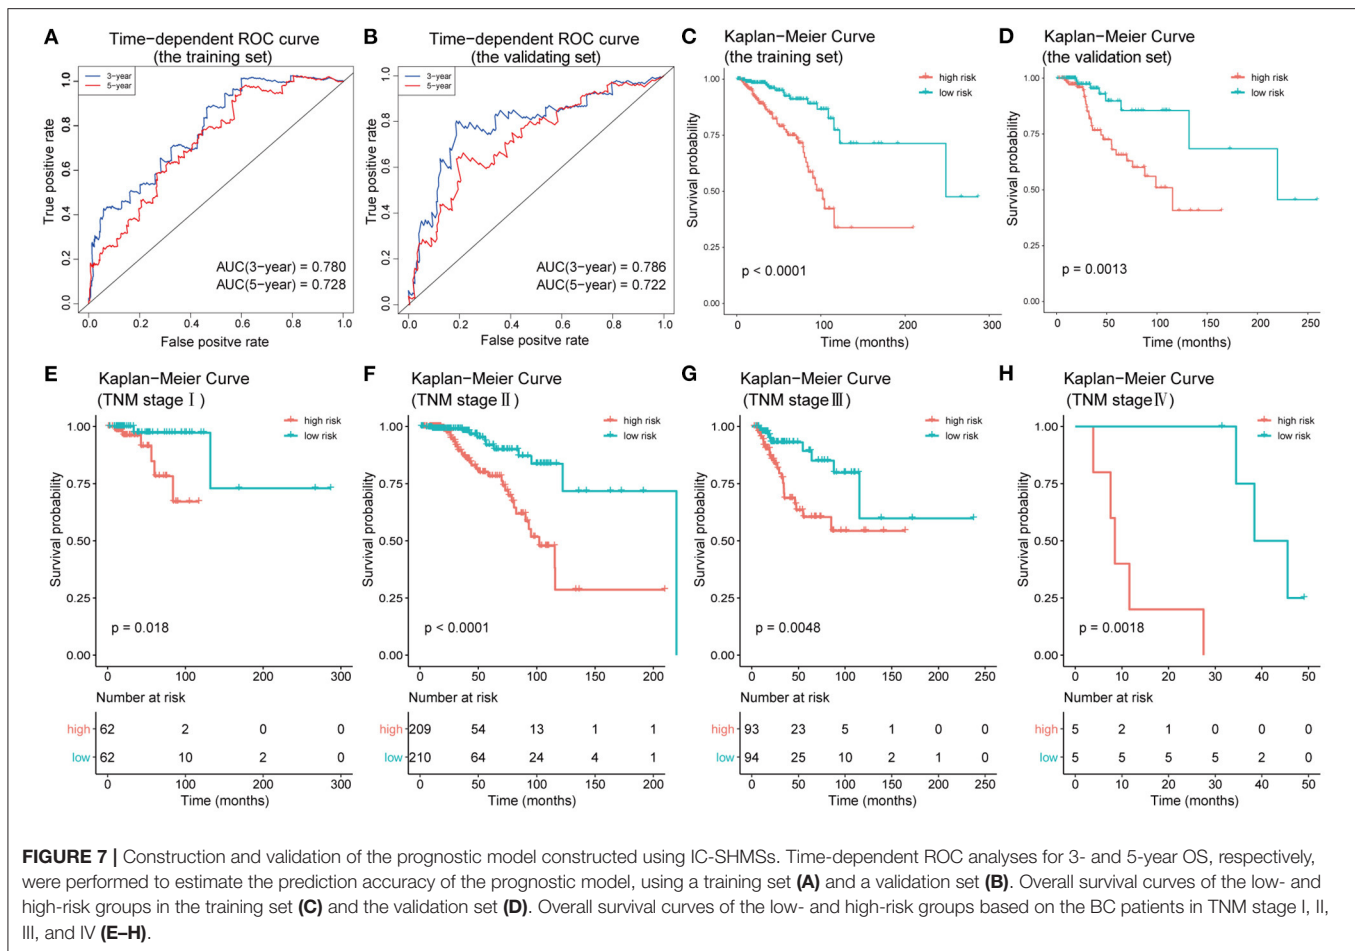 A
Time-dependent ROC curve
(the training set)
3-year
5-year
True positive rate
0.0 0.2 0.4 0.6 0.8 1.0
AUC(3-year) = 0.780
AUC(5-year) = 0.728
0.0 0.2 0.4 0.6 0.8 1.0
False positve rate
B
Time-dependent ROC curve
(the validating set)
3-year
5-year
True positive rate
0.0 0.2 0.4 0.6 0.8 1.0
AUC(3-year) = 0.786
AUC(5-year) = 0.722
0.0 0.2 0.4 0.6 0.8 1.0
False positve rate
C
Kaplan-Meier Curve
(the training set)
high risk
low risk
Survival probability
1.00
0.75
0.50
0.25
0.00
p < 0.0001
0 100 200 300
Time (months)
D
Kaplan-Meier Curve
(the validation set)
high risk
low risk
Survival probability
1.00
0.75
0.50
0.25
0.00
p = 0.0013
0 50 100 150 200 250
Time (months)
E
Kaplan-Meier Curve
(TNM stage Ⅰ)
high risk
low risk
Survival probability
1.00
0.75
0.50
0.25
0.00
p = 0.018
0 100 200 300
Number at risk
high 62 2 0 0
low 62 10 2 0
0 100 200 300
Time (months)
F
Kaplan-Meier Curve
(TNM stage Ⅱ)
high risk
low risk
Survival probability
1.00
0.75
0.50
0.25
0.00
p < 0.0001
0 50 100 150 200
Number at risk
high 209 54 13 1 1
low 210 64 24 4 1
0 50 100 150 200
Time (months)
G
Kaplan-Meier Curve
(TNM stage Ⅲ)
high risk
low risk
Survival probability
1.00
0.75
0.50
0.25
0.00
p = 0.0048
0 50 100 150 200 250
Number at risk
high 93 23 5 1 0 0
low 94 25 10 2 1 0
0 50 100 150 200 250
Time (months)
H
Kaplan-Meier Curve
(TNM stage Ⅳ)
high risk
low risk
Survival probability
1.00
0.75
0.50
0.25
0.00
p = 0.0018
0 10 20 30 40 50
Number at risk
high 5 2 1 0 0 0
low 5 5 5 5 2 0
0 10 20 30 40 50
Time (months)
FIGURE 7 | Construction and validation of the prognostic model constructed using IC-SHMSs. Time-dependent ROC analyses for 3- and 5-year OS, respectively,
were performed to estimate the prediction accuracy of the prognostic model, using a training set (A) and a validation set (B). Overall survival curves of the low- and
high-risk groups in the training set (C) and the validation set (D). Overall survival curves of the low- and high-risk groups based on the BC patients in TNM stage I, II,
III, and IV (E–H).